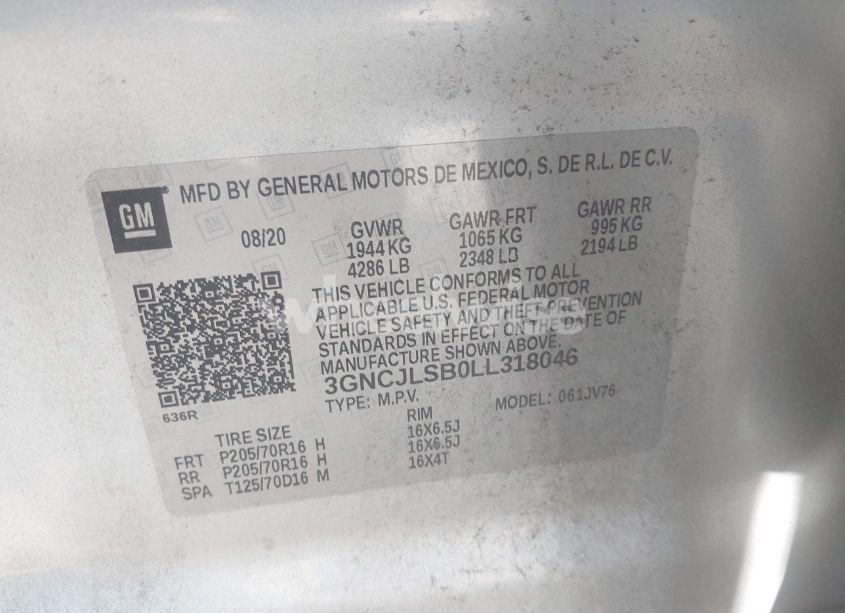 GM
MFD BY GENERAL MOTORS DE MEXICO, S. DE R.L. DE C.V.
08/20 GVWR GAWR FRT GAWR RR
1944 KG 1065 KG 995 KG
4286 LB 2348 LB 2194 LB
THIS VEHICLE CONFORMS TO ALL
APPLICABLE U.S. FEDERAL MOTOR
VEHICLE SAFETY AND THEFT PREVENTION
STANDARDS IN EFFECT ON THE DATE OF
MANUFACTURE SHOWN ABOVE.
3GNCJLSB0LL318046
TYPE: M.P.V. MODEL: 061JV76
636R
TIRE SIZE RIM
FRT P205/70R16 H 16X6.5J
RR P205/70R16 H 16X6.5J
SPA T125/70D16 M 16X4T